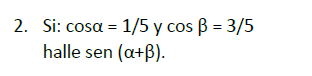 2. Si: cosα = 1/5 y cos β = 3/5
halle sen (α+β).